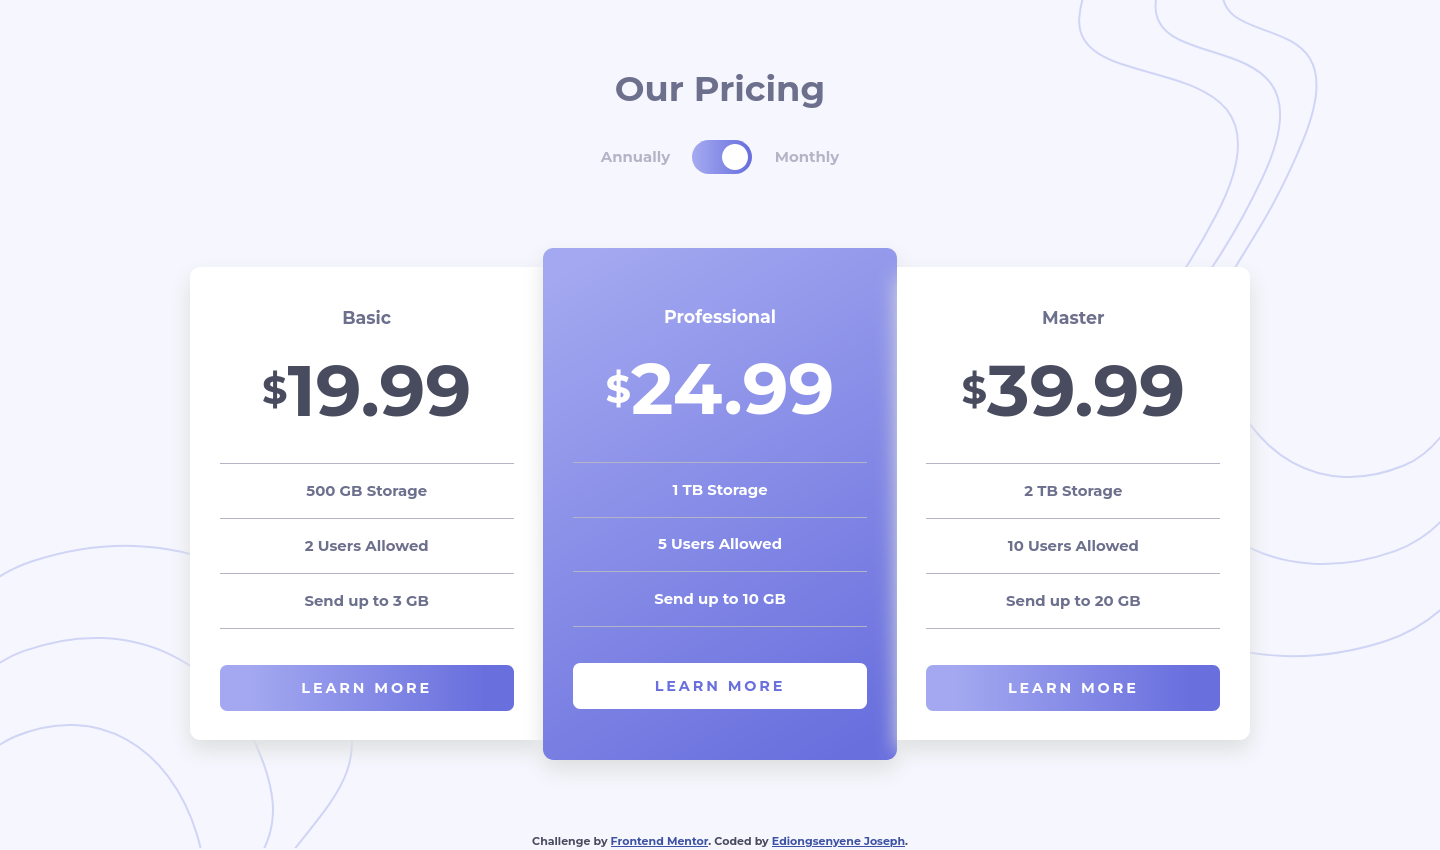 Our Pricing
Annually Monthly
Basic
$19.99
500 GB Storage
2 Users Allowed
Send up to 3 GB
LEARN MORE
Professional
$24.99
1 TB Storage
5 Users Allowed
Send up to 10 GB
LEARN MORE
Master
$39.99
2 TB Storage
10 Users Allowed
Send up to 20 GB
LEARN MORE
Challenge by Frontend Mentor. Coded by Ediongsenyene Joseph.